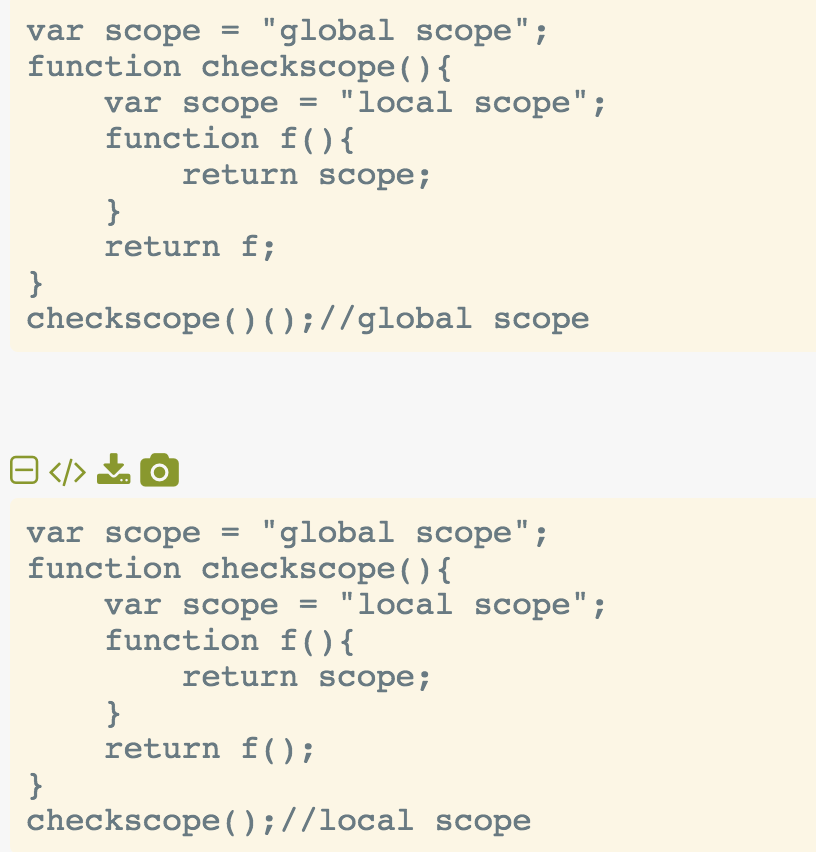 var scope = "global scope";
function checkscope(){
    var scope = "local scope";
    function f(){
        return scope;
    }
    return f;
}
checkscope()();//global scope
</>
var scope = "global scope";
function checkscope(){
    var scope = "local scope";
    function f(){
        return scope;
    }
    return f();
}
checkscope();//local scope